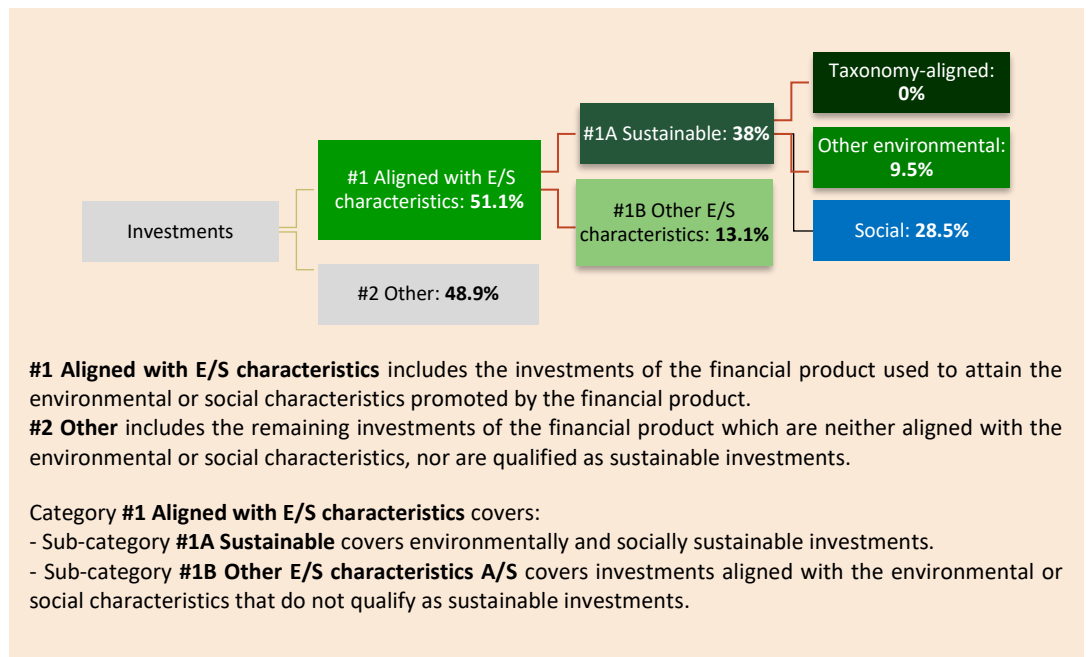 Investments
#1 Aligned with E/S
characteristics: 51.1%
#2 Other: 48.9%
#1A Sustainable: 38%
#1B Other E/S
characteristics: 13.1%
Taxonomy-aligned:
0%
Other environmental:
9.5%
Social: 28.5%
#1 Aligned with E/S characteristics includes the investments of the financial product used to attain the
environmental or social characteristics promoted by the financial product.
#2 Other includes the remaining investments of the financial product which are neither aligned with the
environmental or social characteristics, nor are qualified as sustainable investments.
Category #1 Aligned with E/S characteristics covers:
- Sub-category #1A Sustainable covers environmentally and socially sustainable investments.
- Sub-category #1B Other E/S characteristics A/S covers investments aligned with the environmental or
social characteristics that do not qualify as sustainable investments.